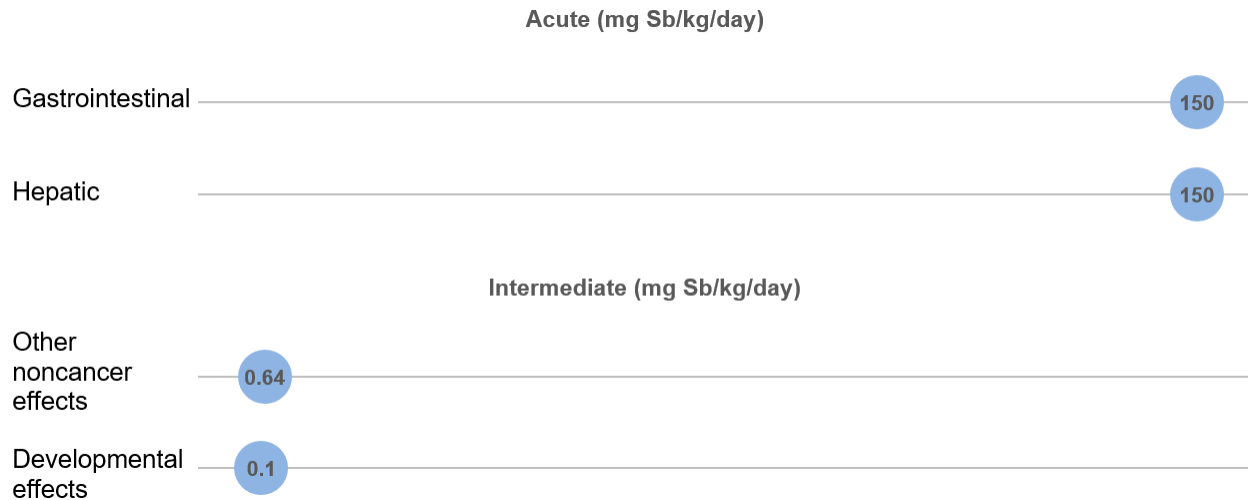 Acute (mg Sb/kg/day)
Gastrointestinal
150
Hepatic
150
Intermediate (mg Sb/kg/day)
Other
noncancer
effects
0.64
Developmental
effects
0.1